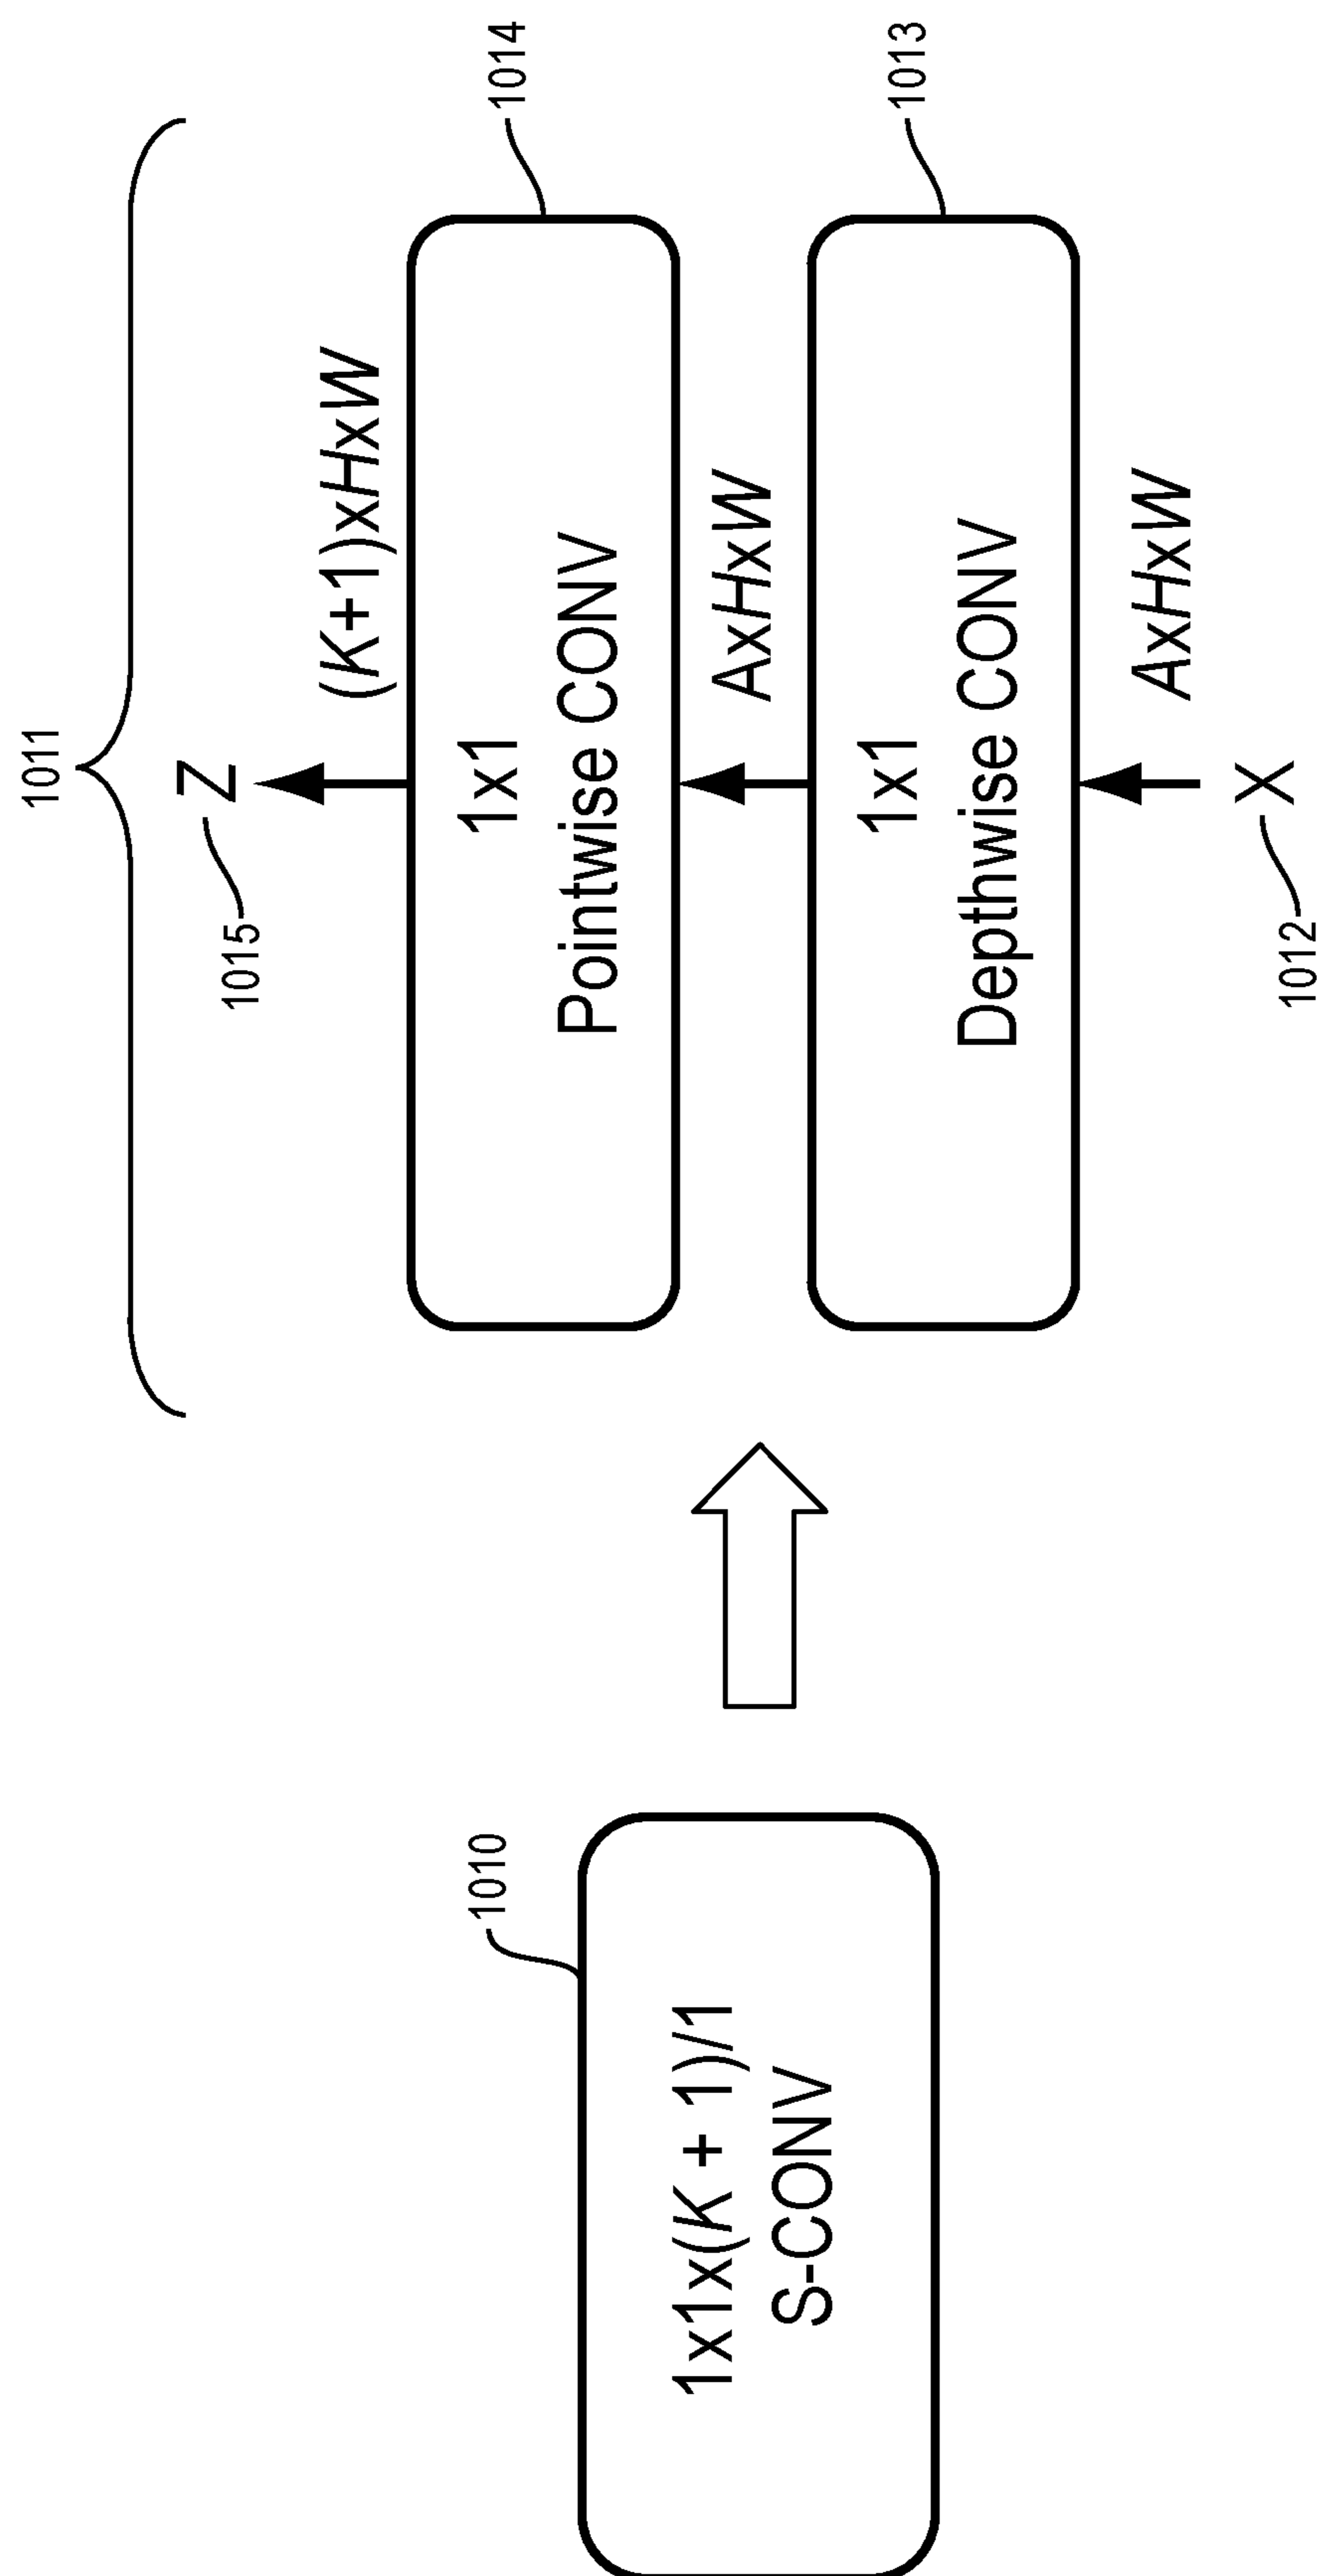 1010
1x1x(K + 1)/1
S-CONV
1011
1015
Z
(K+1)xHxW
1014
1x1
Pointwise CONV
AxHxW
1013
1x1
Depthwise CONV
AxHxW
1012
X